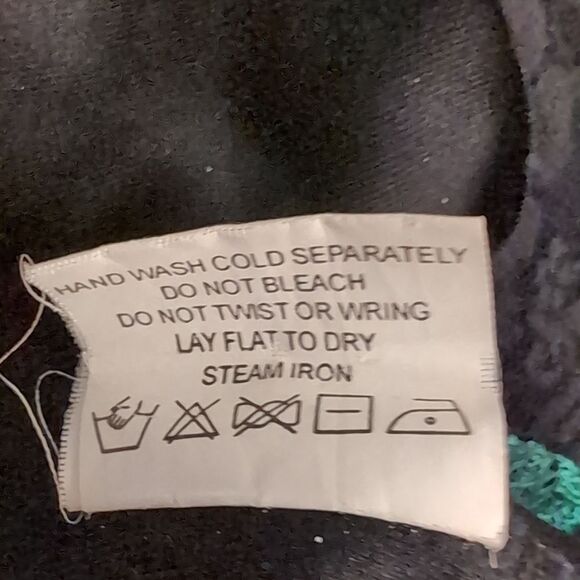 HAND WASH COLD SEPARATELY
DO NOT BLEACH
DO NOT TWIST OR WRING
LAY FLAT TO DRY
STEAM IRON